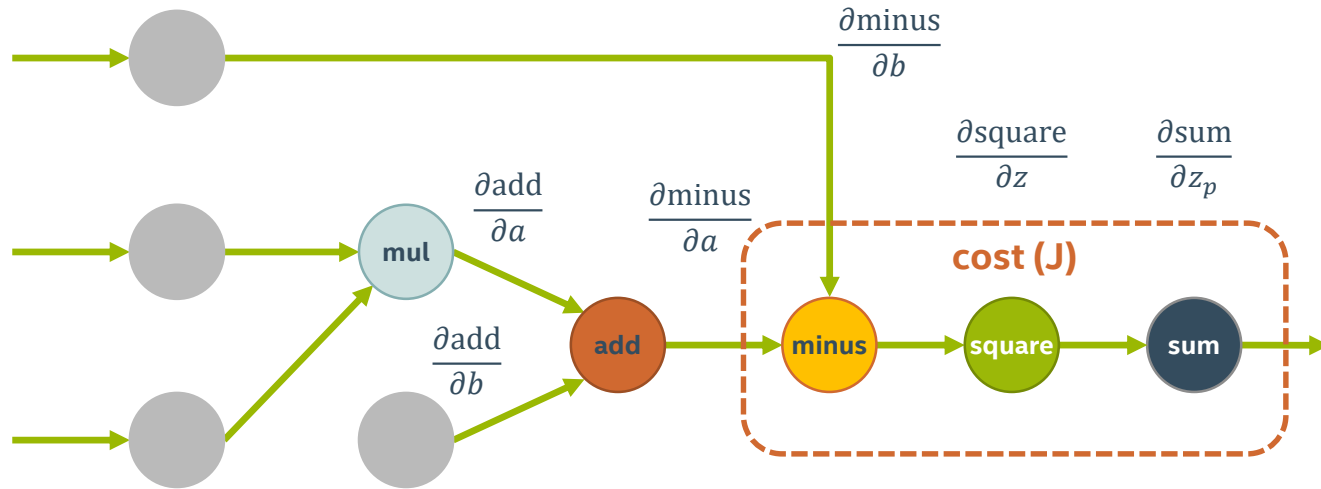 ∂minus
∂b
∂square
∂z
∂sum
∂z_p
∂add
∂a
∂minus
∂a
cost (J)
mul
∂add
∂b
add
minus
square
sum